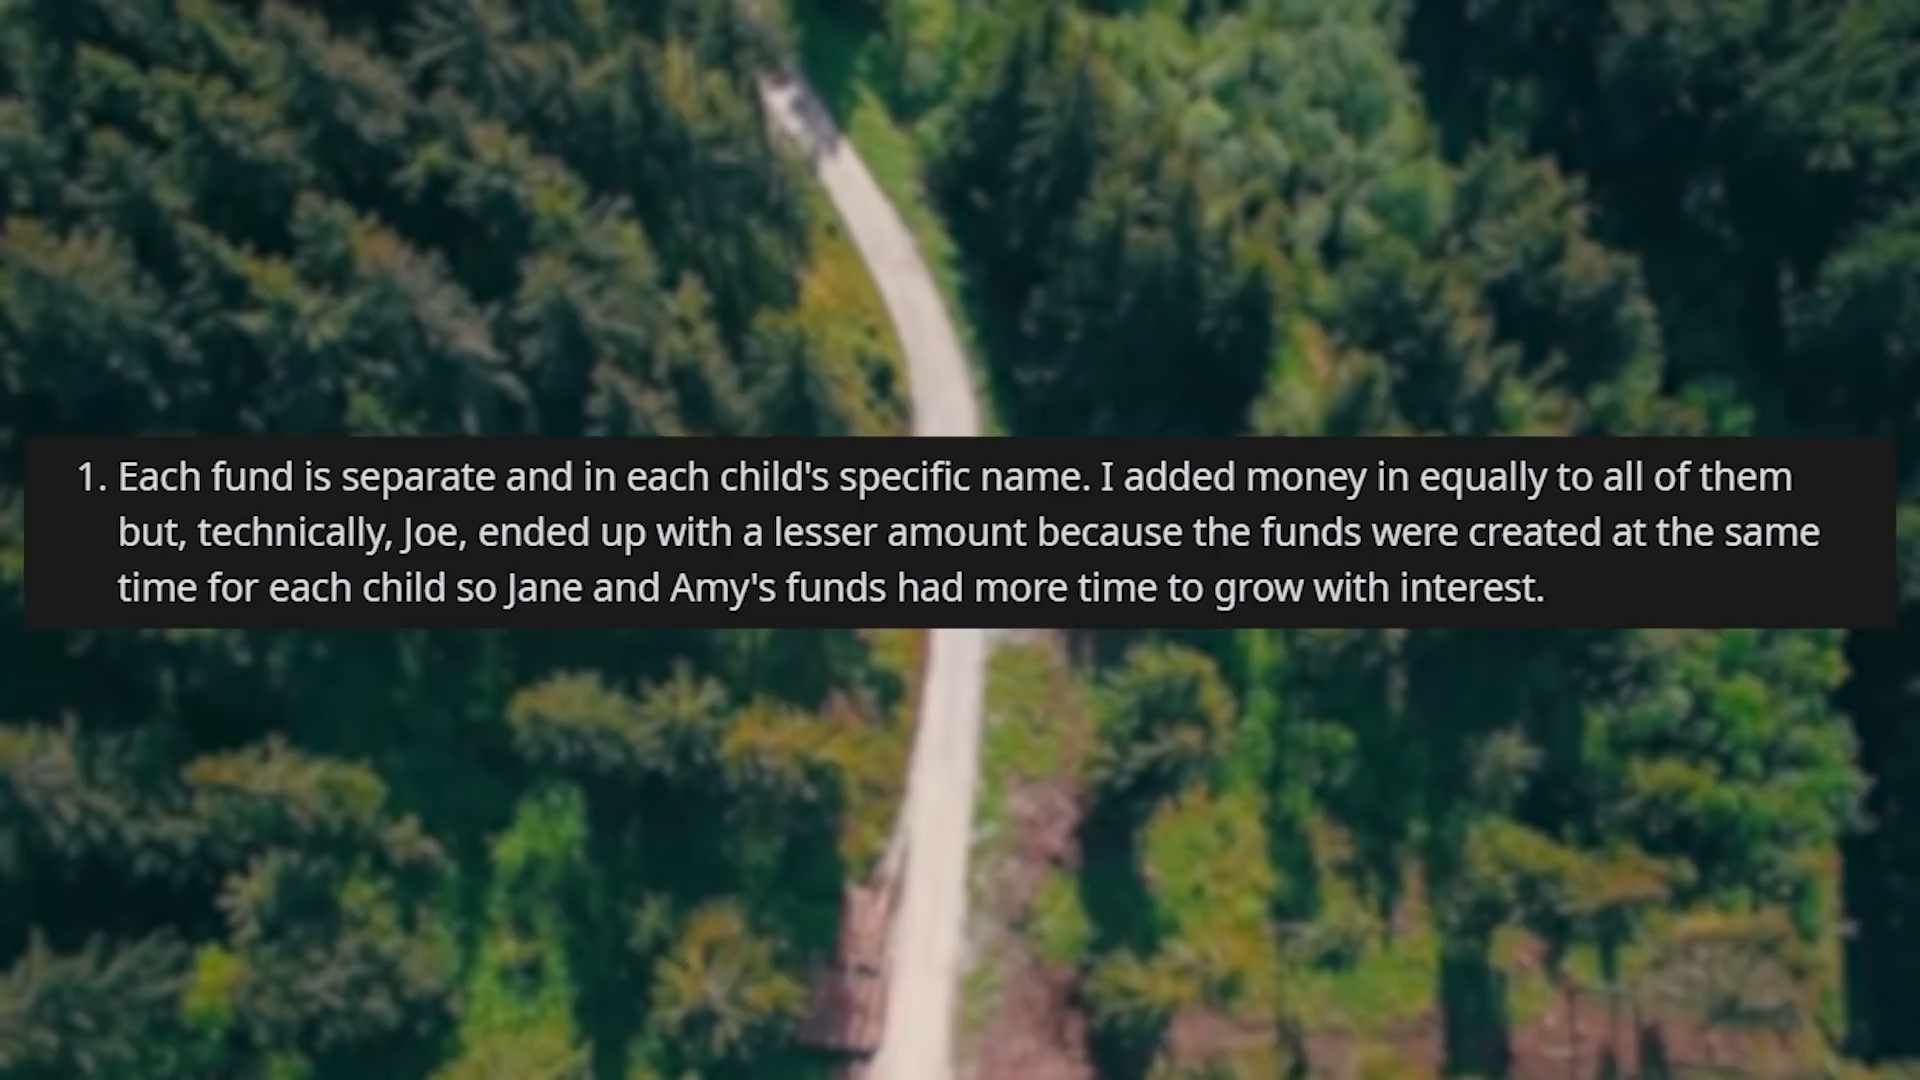 1. Each fund is separate and in each child's specific name. I added money in equally to all of them
but, technically, Joe, ended up with a lesser amount because the funds were created at the same
time for each child so Jane and Amy's funds had more time to grow with interest.